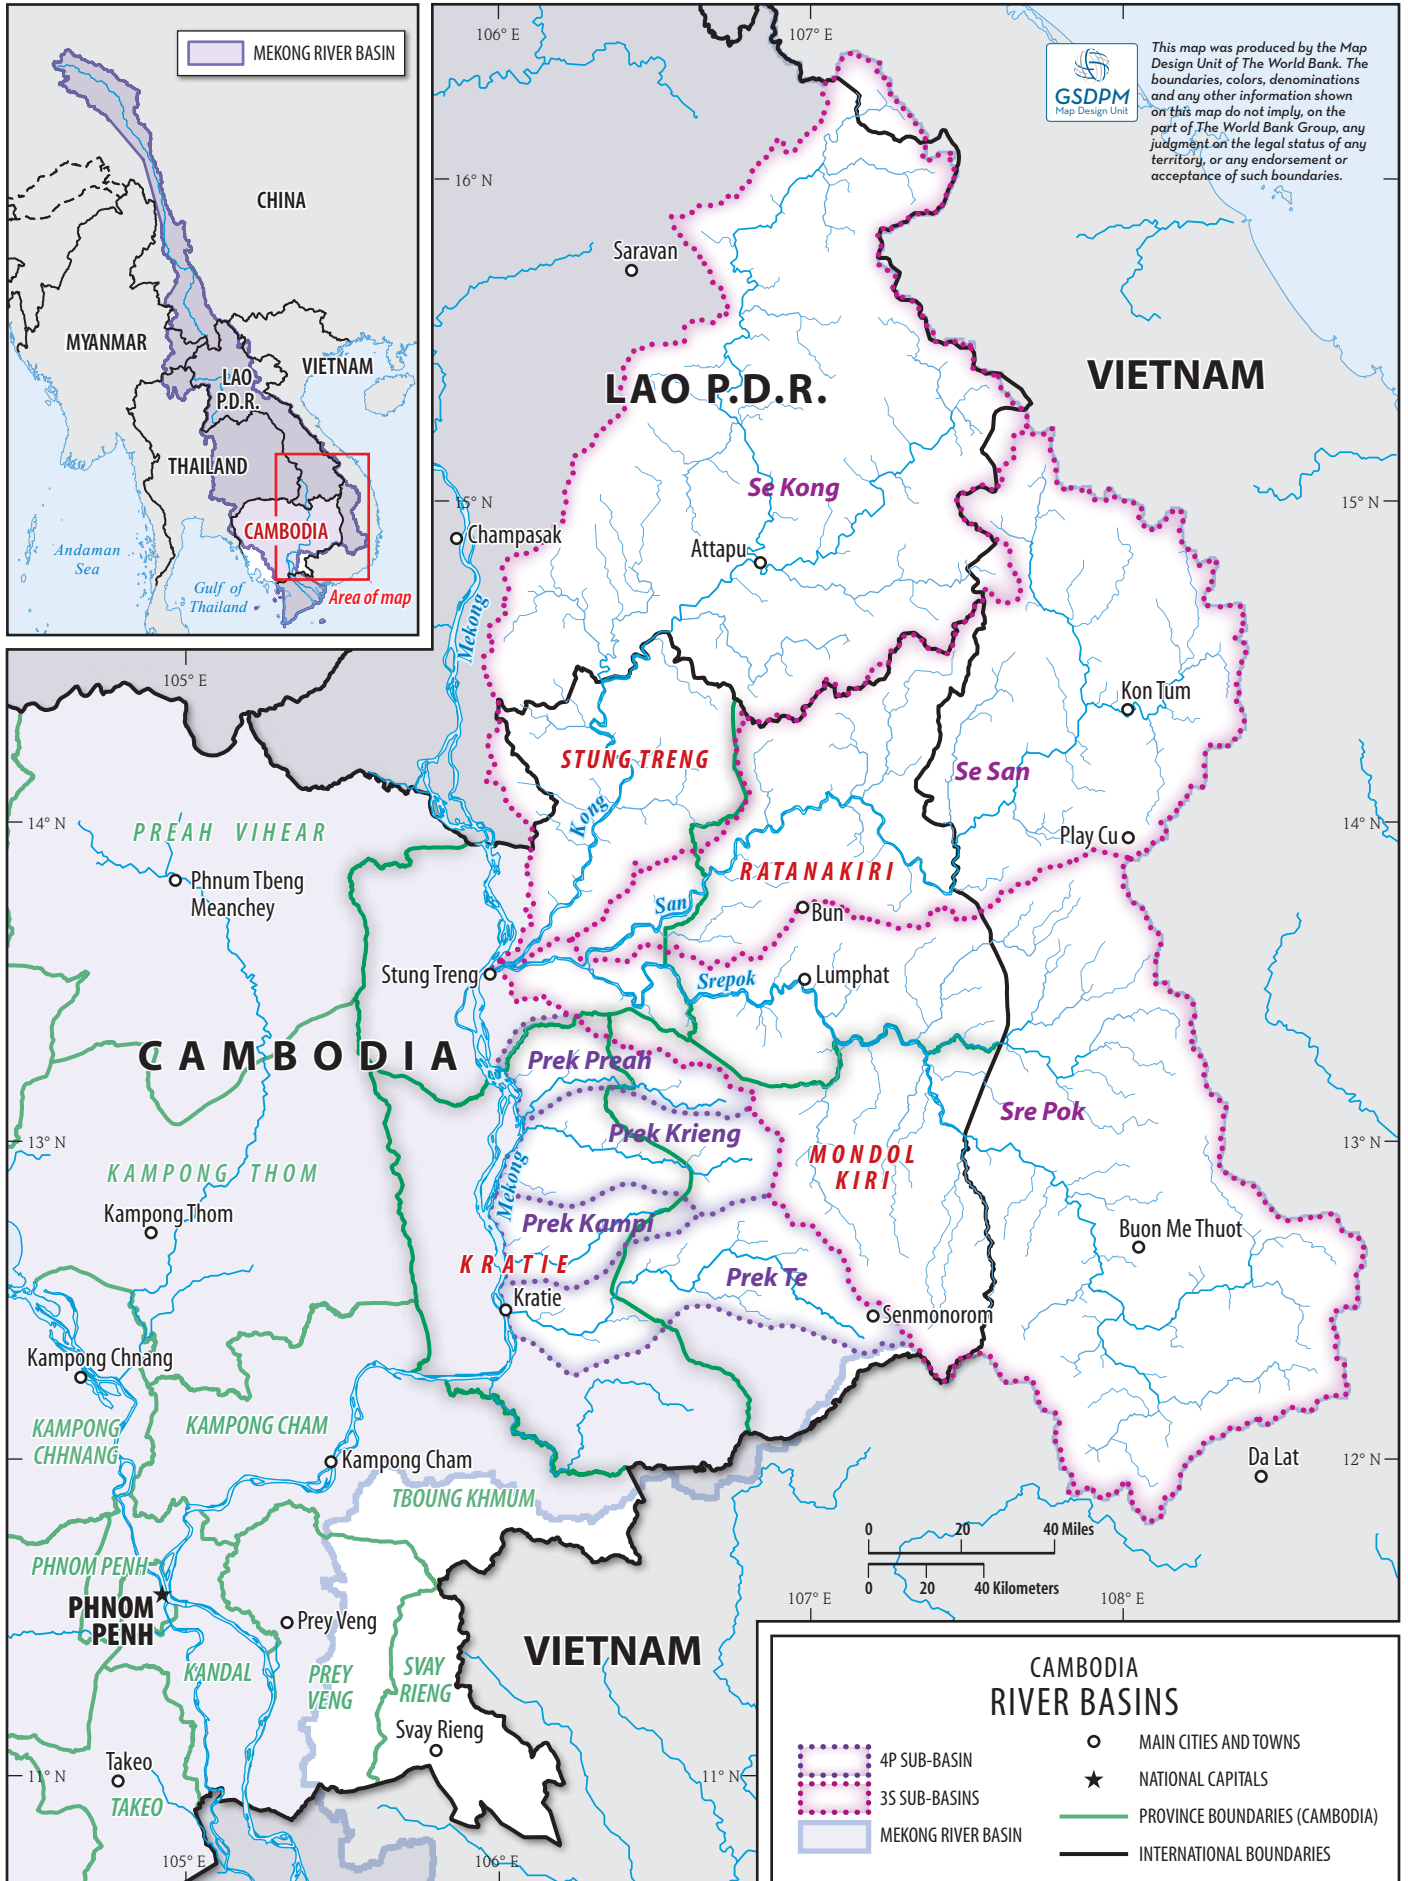 MEKONG RIVER BASIN
CHINA
MYANMAR
VIETNAM
LAO
P.D.R.
THAILAND
CAMBODIA
Andaman
Sea
Gulf of
Thailand
Area of map
106° E
107° E
GSDPM
Map Design Unit
This map was produced by the Map
Design Unit of The World Bank. The
boundaries, colors, denominations
and any other information shown
on this map do not imply, on the
part of The World Bank Group, any
judgment on the legal status of any
territory, or any endorsement or
acceptance of such boundaries.
16° N
Saravan
LAO P.D.R.
VIETNAM
Se Kong
15° N
15° N
Champasak
Attapu
Mekong
105° E
Kon Tum
STUNG TRENG
Se San
Kong
14° N
PREAH VIHEAR
Play Cu
14° N
Phnum Tbeng
Meanchey
RATANAKIRI
San
Bun
Stung Treng
Srepok
Lumphat
CAMBODIA
Prek Preah
Sre Pok
Prek Krieng
13° N
13° N
MONDOL
KIRI
KAMPONG THOM
Mekong
Kampong Thom
Prek Kampi
Buon Me Thuot
KRATIE
Prek Te
Kratie
Senmonorom
Kampong Chnang
KAMPONG
CHHNANG
KAMPONG CHAM
Kampong Cham
Da Lat
12° N
TBOUNG KHMUM
0 20 40 Miles
0 20 40 Kilometers
PHNOM PENH
PHNOM
PENH
107° E
108° E
Prey Veng
VIETNAM
KANDAL
PREY
VENG
SVAY
RIENG
Svay Rieng
Takeo
11° N
11° N
TAKEO
105° E
106° E
CAMBODIA
RIVER BASINS
4P SUB-BASIN
3S SUB-BASINS
MEKONG RIVER BASIN
MAIN CITIES AND TOWNS
NATIONAL CAPITALS
PROVINCE BOUNDARIES (CAMBODIA)
INTERNATIONAL BOUNDARIES